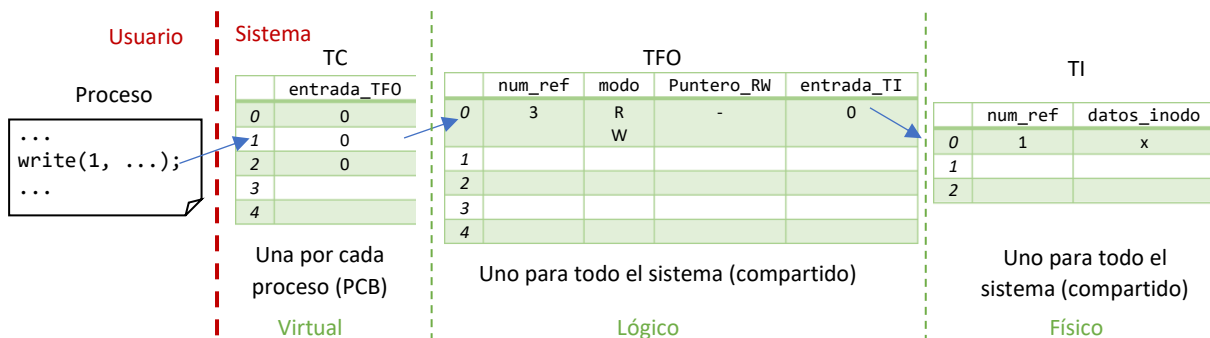 Usuario
Sistema
TC
TFO
TI
Proceso
entrada_TFO
num_ref modo Puntero_RW entrada_TI
num_ref datos_inodo
...
write(1, ...);
...
0 0
1 0
2 0
3
4
0 3 R - 0
W
1
2
3
4
0 1 x
1
2
Una por cada
proceso (PCB)
Uno para todo el sistema (compartido)
Uno para todo el
sistema (compartido)
Virtual
Lógico
Físico